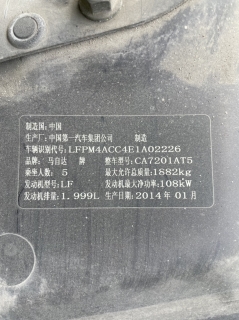 制造国:中国
生产厂:中国第一汽车集团公司 制造
车辆识别代号:LFPM4ACC4E1A02226
品牌:马自达 牌 整车型号:CA7201AT5
乘坐人数:5 最大允许总质量:1882kg
发动机型号:LF 发动机最大净功率:108kW
发动机排量:1.999L 生产日期:2014年01月